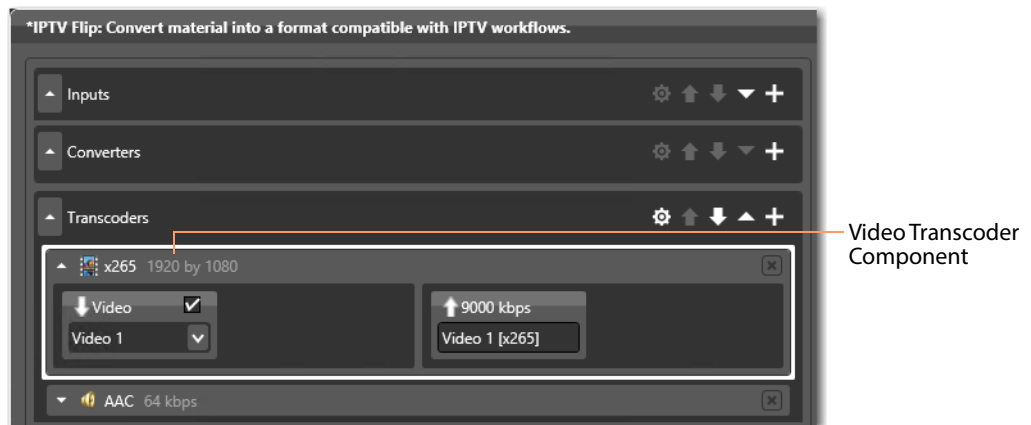 *IPTV Flip: Convert material into a format compatible with IPTV workflows.
Inputs
Converters
Transcoders
Video Transcoder
Component
x265 1920 by 1080
Video
9000 kbps
Video 1
Video 1 [x265]
AAC 64 kbps